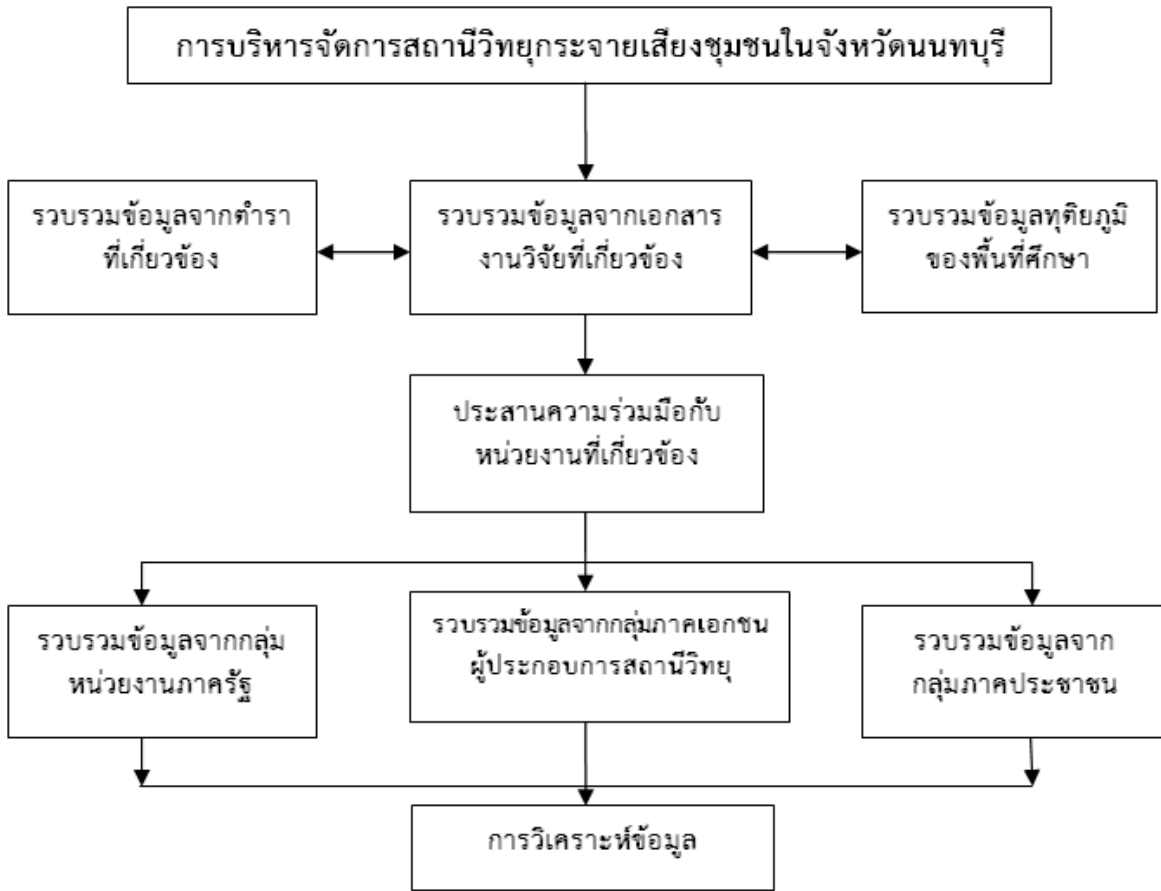 การบริหารจัดการสถานีวิทยุกระจายเสียงชุมชนในจังหวัดนนทบุรี
รวบรวมข้อมูลจากตำรา
ที่เกี่ยวข้อง
รวบรวมข้อมูลจากเอกสาร
งานวิจัยที่เกี่ยวข้อง
รวบรวมข้อมูลทุติยภูมิ
ของพื้นที่ศึกษา
ประสานความร่วมมือกับ
หน่วยงานที่เกี่ยวข้อง
รวบรวมข้อมูลจากกลุ่ม
หน่วยงานภาครัฐ
รวบรวมข้อมูลจากกลุ่มภาคเอกชน
ผู้ประกอบการสถานีวิทยุ
รวบรวมข้อมูลจาก
กลุ่มภาคประชาชน
การวิเคราะห์ข้อมูล